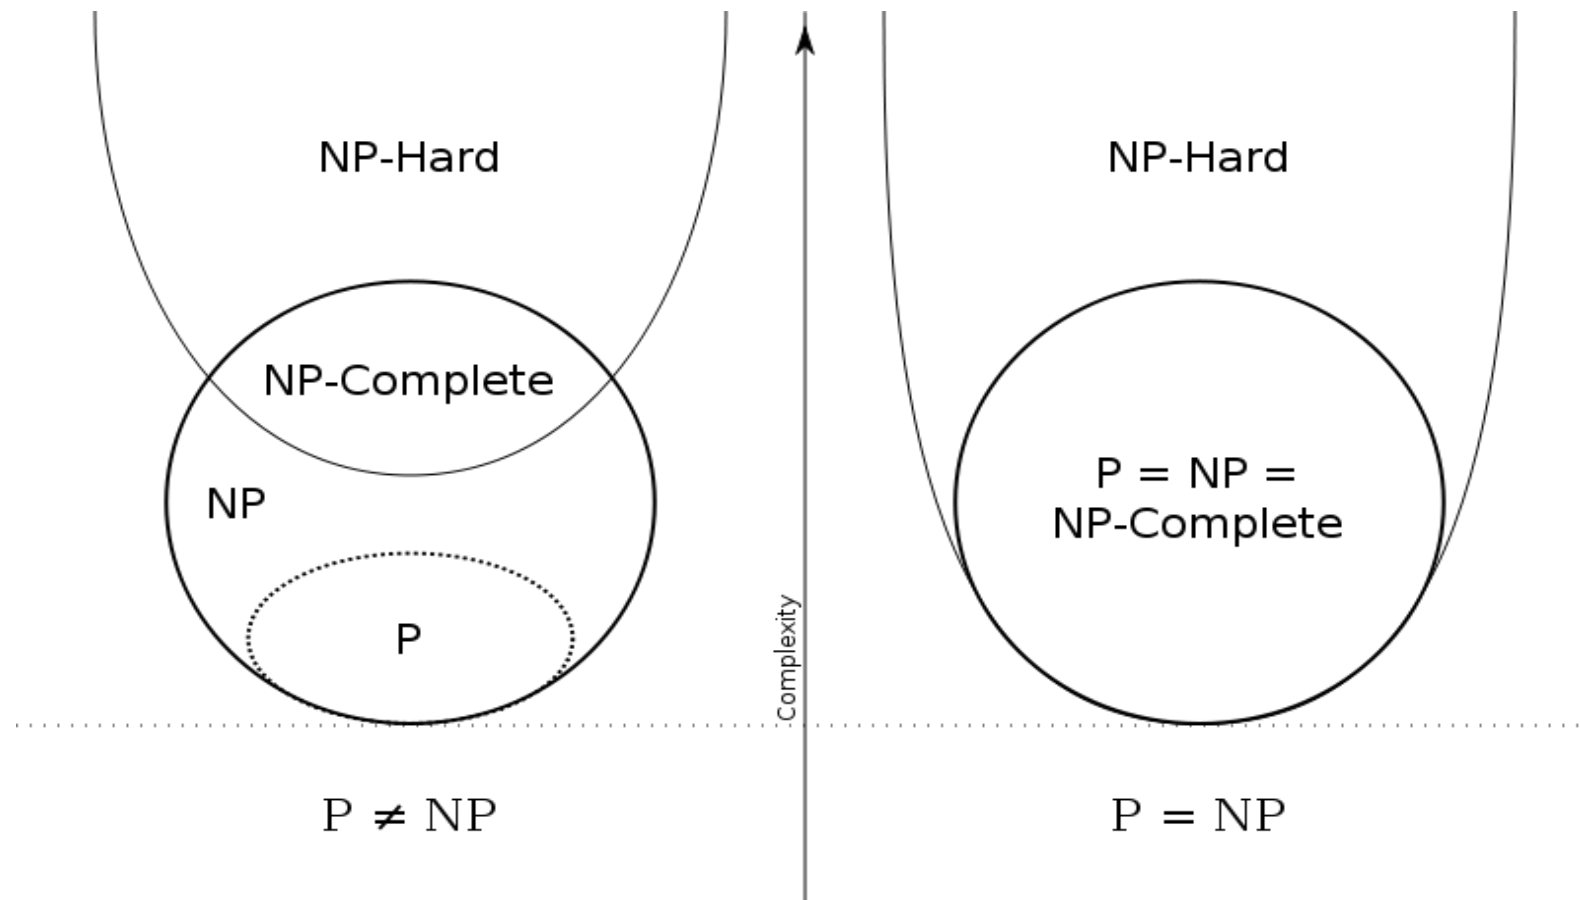 NP-Hard
NP-Complete
NP
P
P ≠ NP
Complexity
NP-Hard
P = NP =
NP-Complete
P = NP